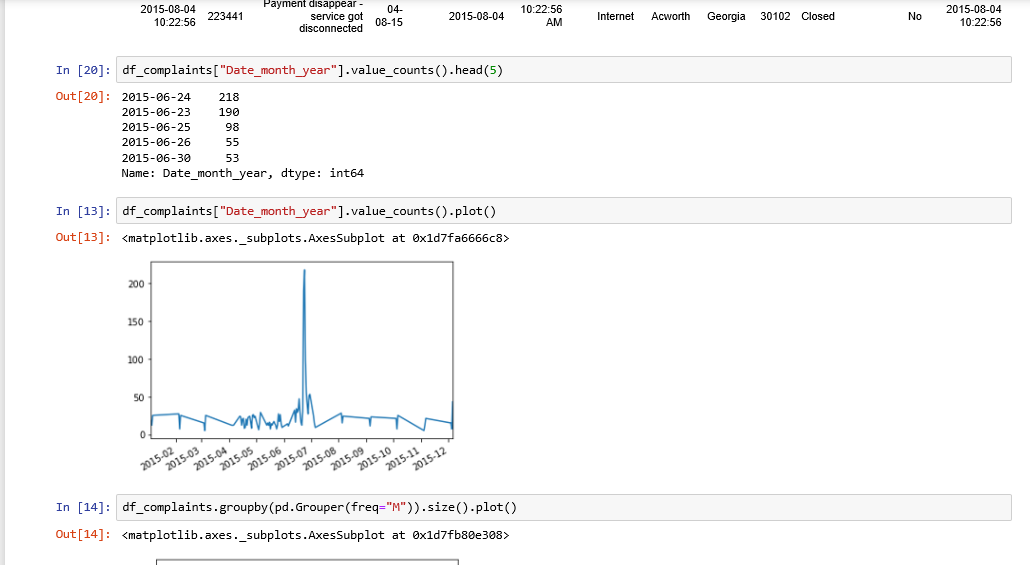 Payment disappear -
service got
disconnected
2015-08-04
10:22:56
223441
04-
08-15
2015-08-04
10:22:56
AM
Internet
Acworth
Georgia
30102
Closed
No
2015-08-04
10:22:56
In [20]: df_complaints["Date_month_year"].value_counts().head(5)
Out[20]: 2015-06-24 218
2015-06-23 190
2015-06-25 98
2015-06-26 55
2015-06-30 53
Name: Date_month_year, dtype: int64
In [13]: df_complaints["Date_month_year"].value_counts().plot()
Out[13]: <matplotlib.axes._subplots.AxesSubplot at 0x1d7fa6666c8>
200
150
100
50
0
2015-02
2015-03
2015-04
2015-05
2015-06
2015-07
2015-08
2015-09
2015-10
2015-11
2015-12
In [14]: df_complaints.groupby(pd.Grouper(freq="M")).size().plot()
Out[14]: <matplotlib.axes._subplots.AxesSubplot at 0x1d7fb80e308>